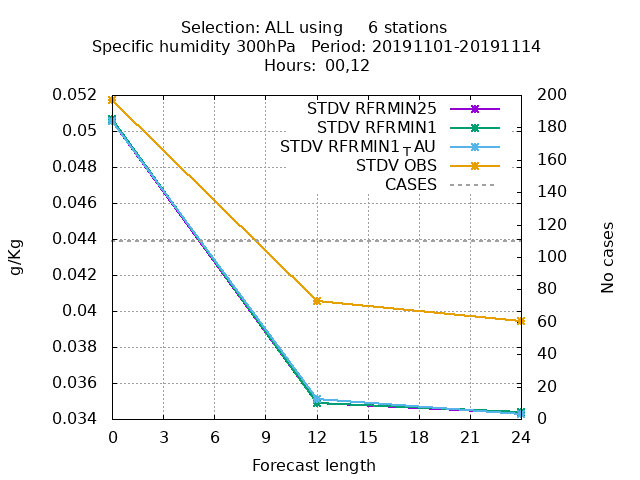 Selection: ALL using 6 stations
Specific humidity 300hPa Period: 20191101-20191114
Hours: 00,12
0.052
0.05
0.048
0.046
0.044
0.042
0.04
0.038
0.036
0.034
g/Kg
STDV RFRMIN25
STDV RFRMIN1
STDV RFRMIN1┬AU
STDV OBS
CASES
200
180
160
140
120
100
80
60
40
20
0
No cases
0 3 6 9 12 15 18 21 24
Forecast length